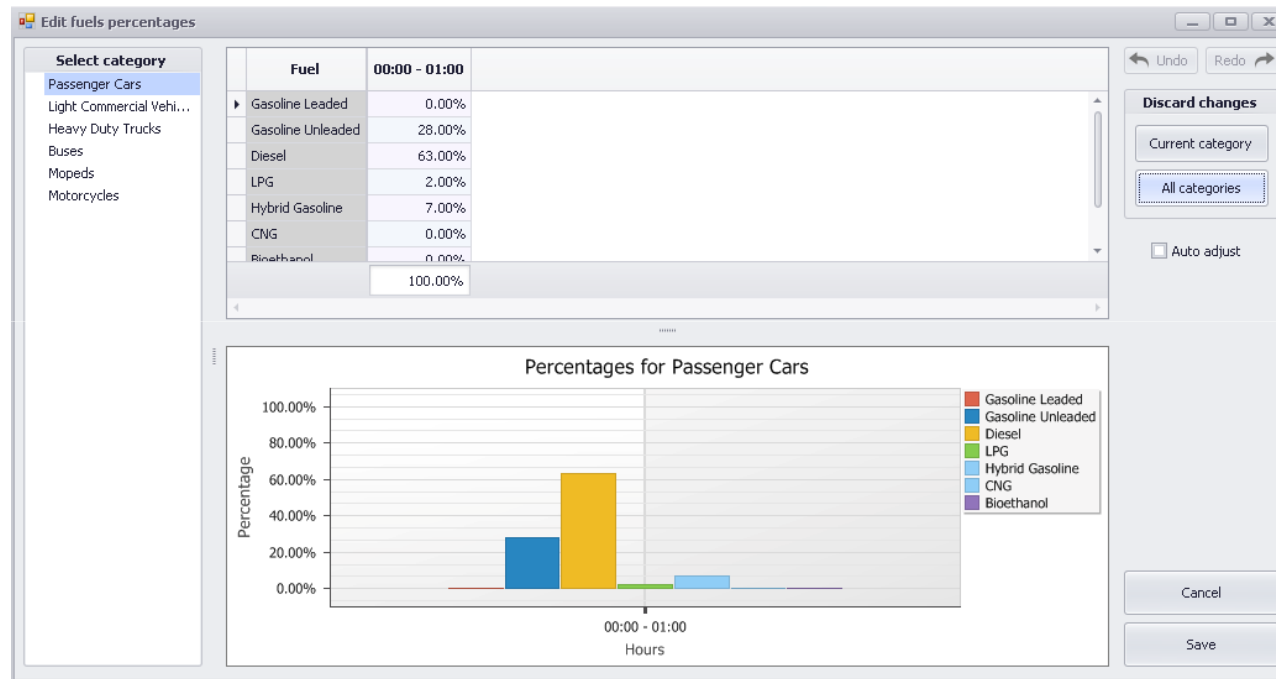 Edit fuels percentages
Select category
Passenger Cars
Light Commercial Vehi...
Heavy Duty Trucks
Buses
Mopeds
Motorcycles
Fuel 00:00 - 01:00
Gasoline Leaded 0.00%
Gasoline Unleaded 28.00%
Diesel 63.00%
LPG 2.00%
Hybrid Gasoline 7.00%
CNG 0.00%
Bioethanol 0.00%
100.00%
Undo Redo
Discard changes
Current category
All categories
Auto adjust
Percentages for Passenger Cars
Percentage
100.00%
80.00%
60.00%
40.00%
20.00%
0.00%
00:00 - 01:00
Hours
Gasoline Leaded
Gasoline Unleaded
Diesel
LPG
Hybrid Gasoline
CNG
Bioethanol
Cancel
Save